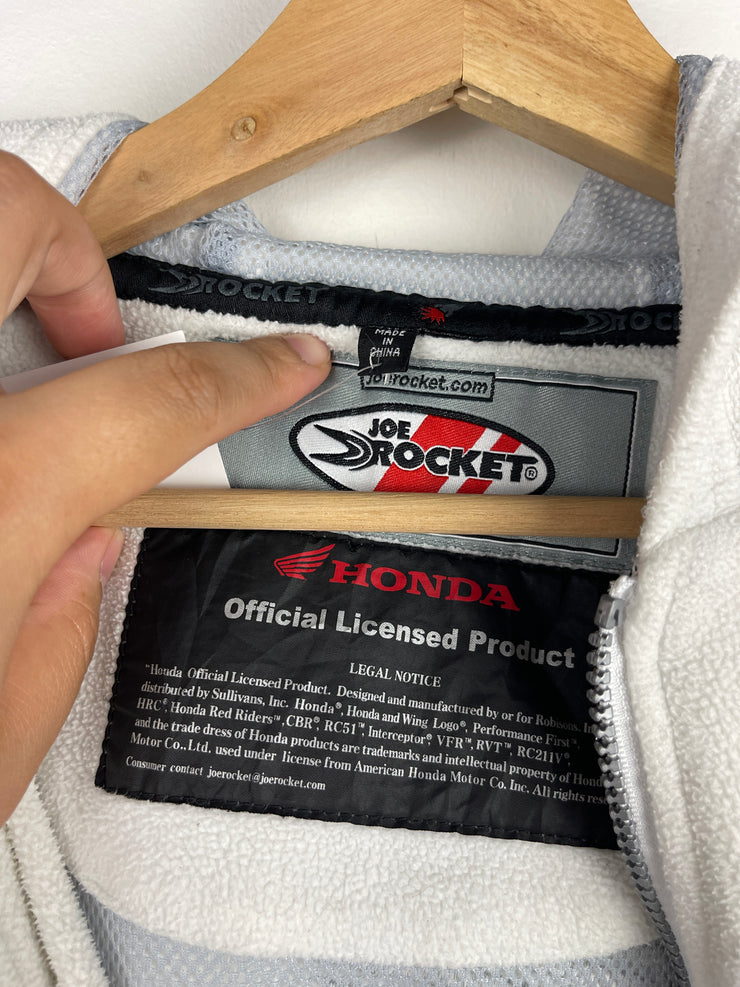 ROCKET
ROCK
MADE
IN
CHINA
L
joerocket.com
JOE
ROCKET®
HONDA
Official Licensed Product
LEGAL NOTICE
"Honda Official Licensed Product. Designed and manufactured by or for Robisons. In
distributed by Sullivans, Inc. Honda®, Honda and Wing Logo®, Performance First™,
HRC®, Honda Red Riders™, CBR®, RC51™, Interceptor®, VFR™, RVT™, RC211V®,
and the trade dress of Honda products are trademarks and intellectual property of Hond
Motor Co., Ltd. used under license from American Honda Motor Co. Inc. All rights rese
Consumer contact joerocket@joerocket.com